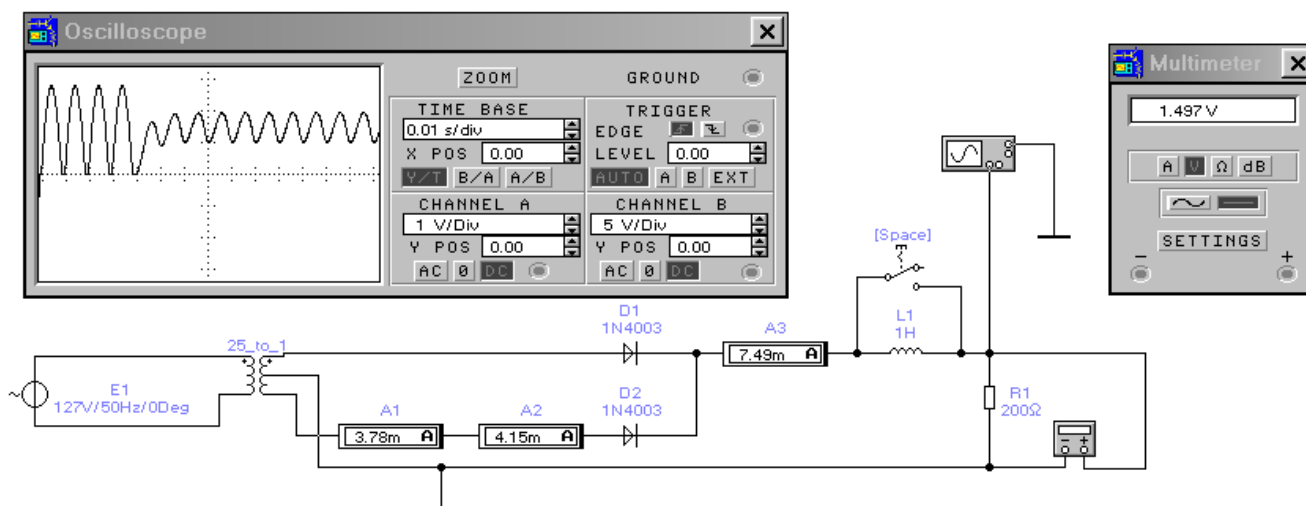 Oscilloscope
ZOOM GROUND
TIME BASE
0.01 s/div
X POS 0.00
Y/T B/A A/B
TRIGGER
EDGE
LEVEL 0.00
AUTO A B EXT
CHANNEL A
1 V/Div
Y POS 0.00
AC 0 DC
CHANNEL B
5 V/Div
Y POS 0.00
AC 0 DC
Multimeter
1.497 V
A V Ω dB
SETTINGS
− +
[Space]
L1
1H
D1
1N4003
A3
7.49m A
25_to_1
E1
127V/50Hz/0Deg
A1
3.78m A
A2
4.15m A
D2
1N4003
R1
200Ω
− +